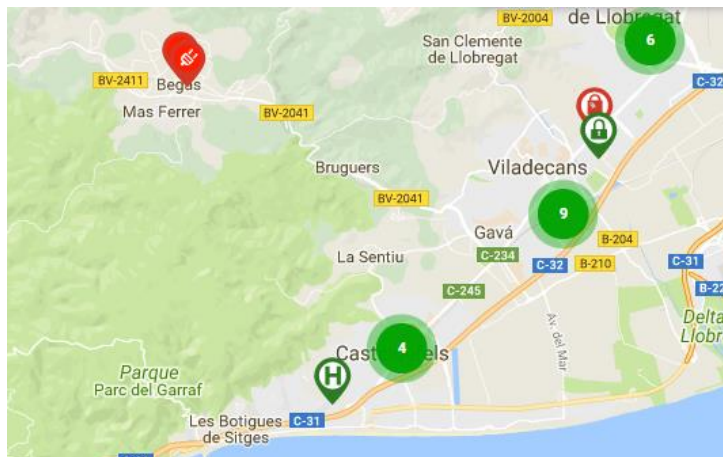 BV-2004
de Llobregat
6
San Clemente
de Llobregat
C-32
BV-2411
Begas
Mas Ferrer
BV-2041
Bruguers
Viladecans
BV-2041
9
Gavá
B-204
La Sentiu
C-234
C-32
B-210
C-31
C-245
B-22
Av. del Mar
Delta
Llobr
4
Parque
Parc del Garraf
H
Les Botigues
de Sitges
C-31